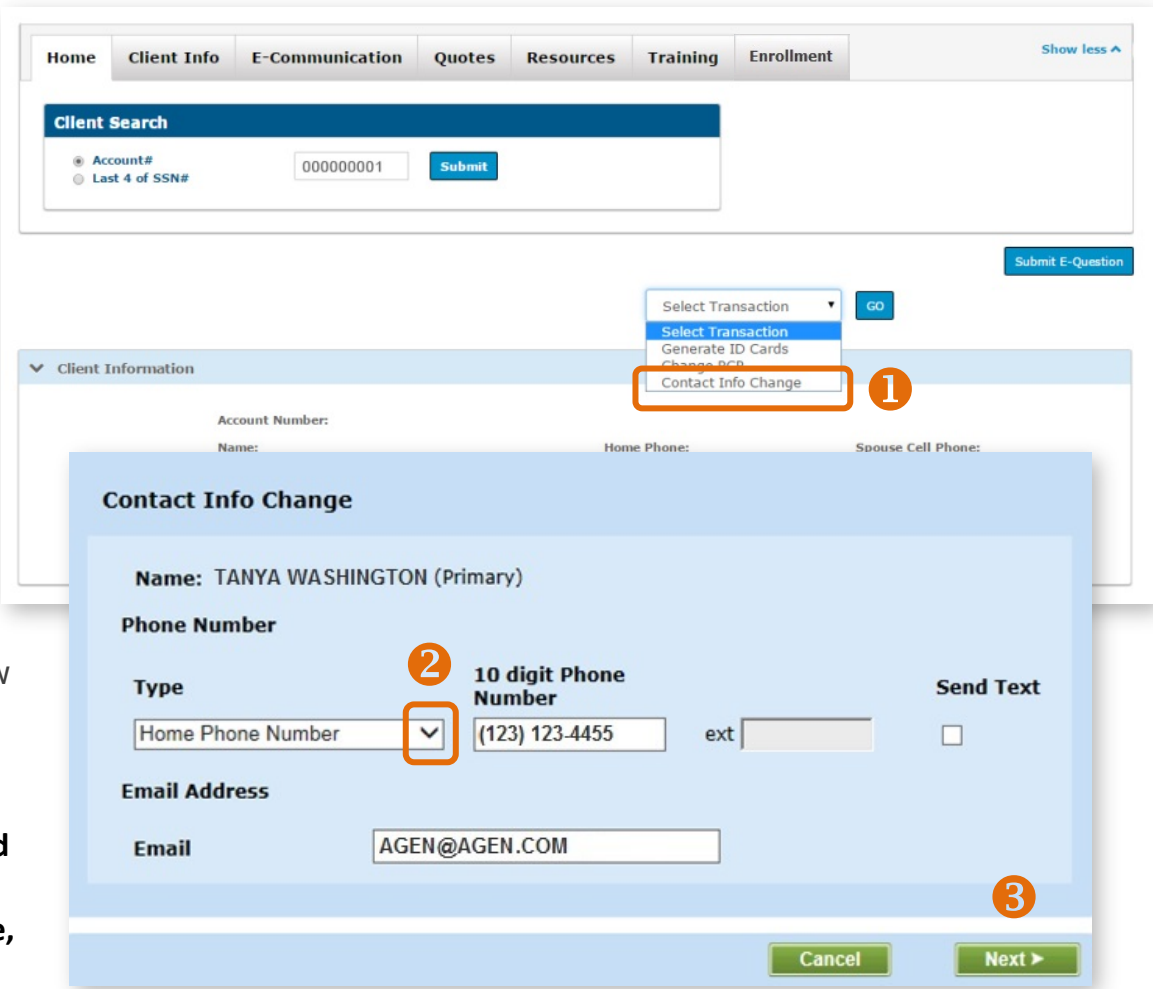 Home Client Info E-Communication Quotes Resources Training Enrollment Show less
Client Search
Account# 000000001 Submit
Last 4 of SSN#
Submit E-Question
Select Transaction GO
Select Transaction
Generate ID Cards
Change PCP
Contact Info Change
1
Client Information
Account Number:
Name: Home Phone: Spouse Cell Phone:
Contact Info Change
Name: TANYA WASHINGTON (Primary)
Phone Number
2
Type 10 digit Phone Number Send Text
Home Phone Number (123) 123-4455 ext
Email Address
Email AGEN@AGEN.COM
3
Cancel Next ➤